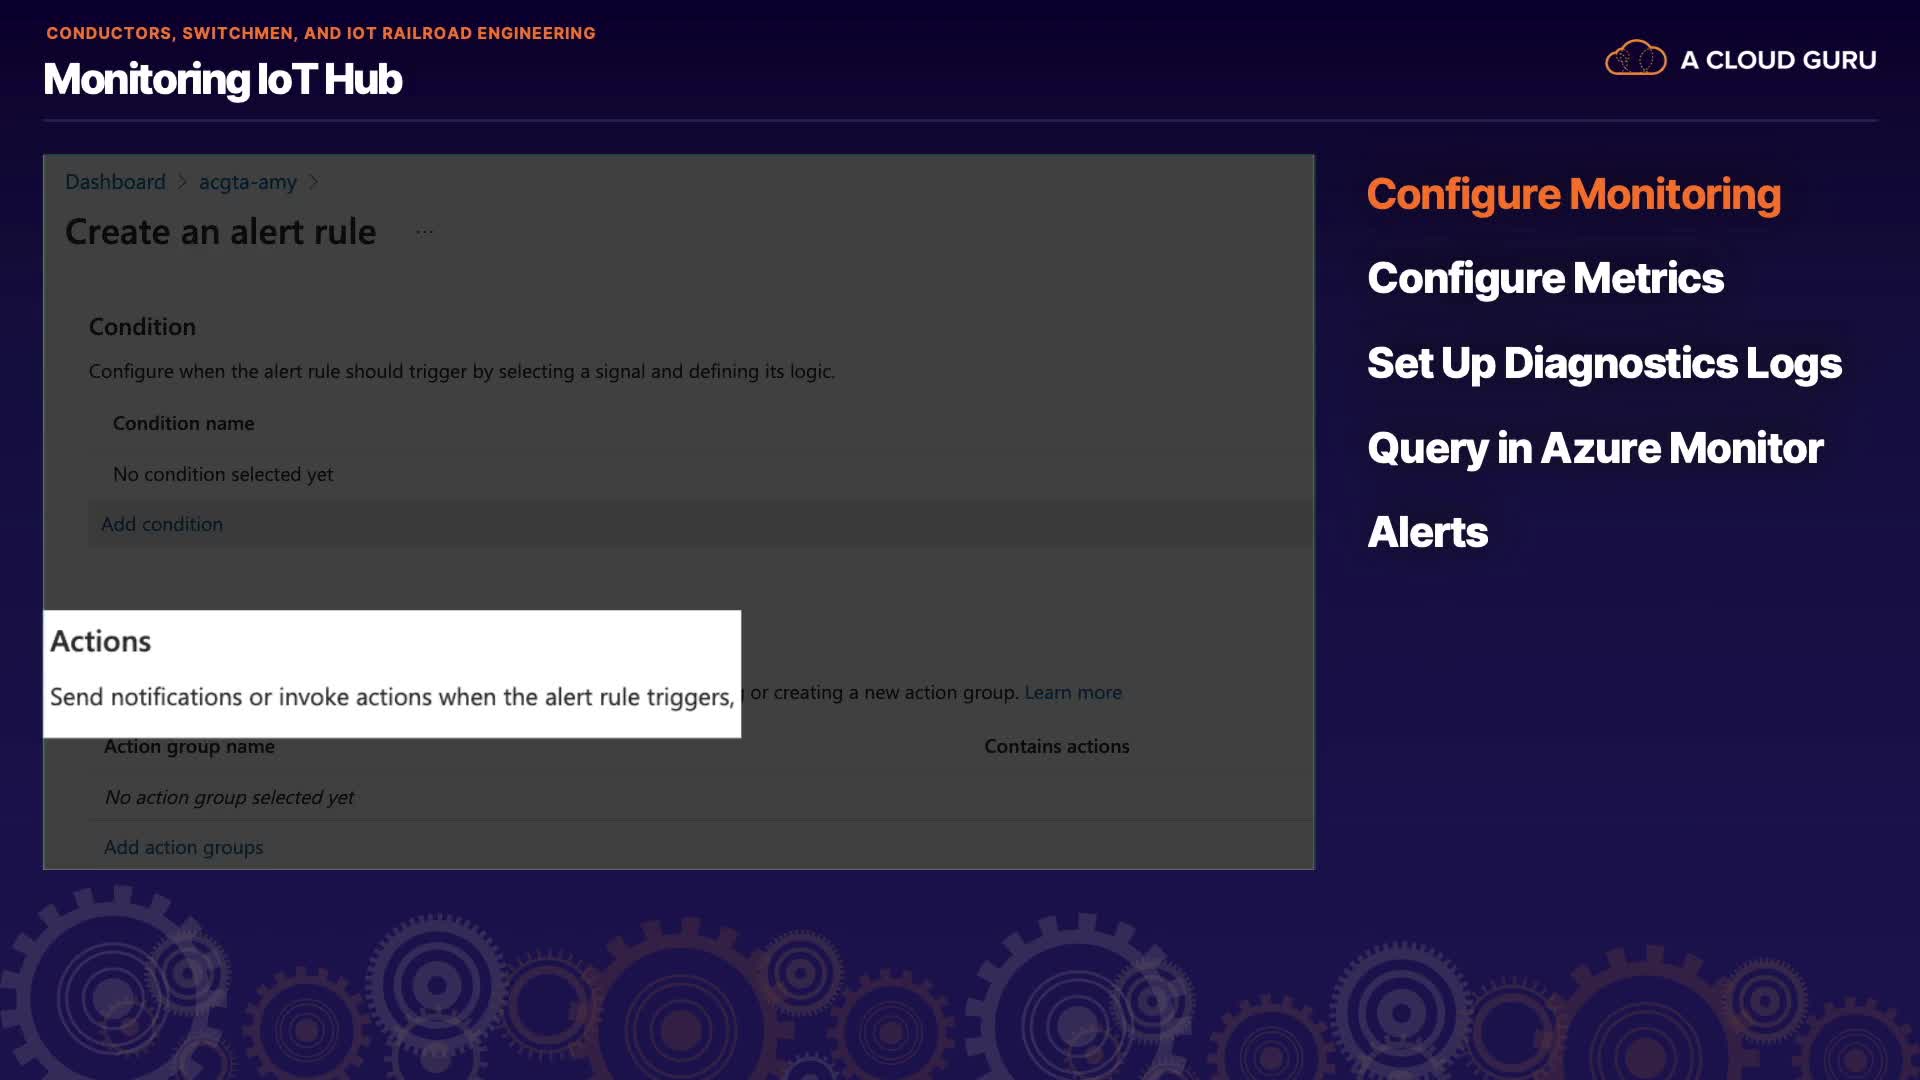 CONDUCTORS, SWITCHMEN, AND IOT RAILROAD ENGINEERING
Monitoring IoT Hub
A CLOUD GURU
Dashboard > acgta-amy >
Create an alert rule ...
Condition
Configure when the alert rule should trigger by selecting a signal and defining its logic.
Condition name
No condition selected yet
Add condition
Actions
Send notifications or invoke actions when the alert rule triggers,
or creating a new action group. Learn more
Action group name
Contains actions
No action group selected yet
Add action groups
Configure Monitoring
Configure Metrics
Set Up Diagnostics Logs
Query in Azure Monitor
Alerts